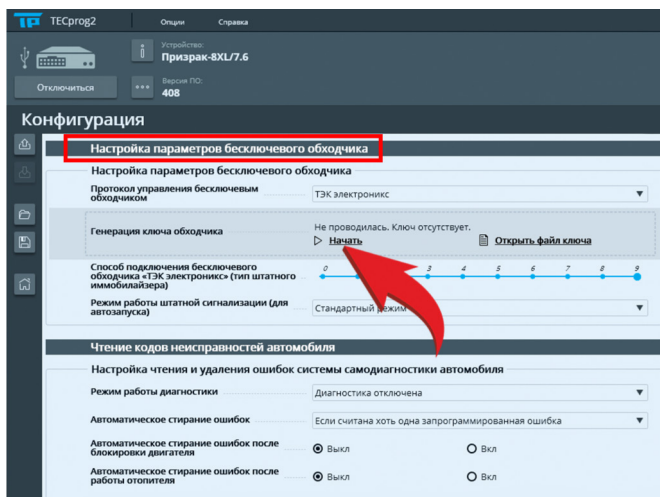 TP TECprog2 Опции Справка
Устройство:
Призрак-8XL/7.6
Отключиться
Версия ПО:
408
Конфигурация
Настройка параметров бесключевого обходчика
Настройка параметров бесключевого обходчика
Протокол управления бесключевым
обходчиком
ТЭК электроникс
Генерация ключа обходчика
Не проводилась. Ключ отсутствует.
Начать
Открыть файл ключа
Способ подключения бесключевого
обходчика «ТЭК электроникс» (тип штатного
иммобилайзера)
0 3 4 5 6 7 8 9
Режим работы штатной сигнализации (для
автозапуска)
Стандартный режим
Чтение кодов неисправностей автомобиля
Настройка чтения и удаления ошибок системы самодиагностики автомобиля
Режим работы диагностики
Диагностика отключена
Автоматическое стирание ошибок
Если считана хоть одна запрограммированная ошибка
Автоматическое стирание ошибок после
блокировки двигателя
Выкл Вкл
Автоматическое стирание ошибок после
работы отопителя
Выкл Вкл